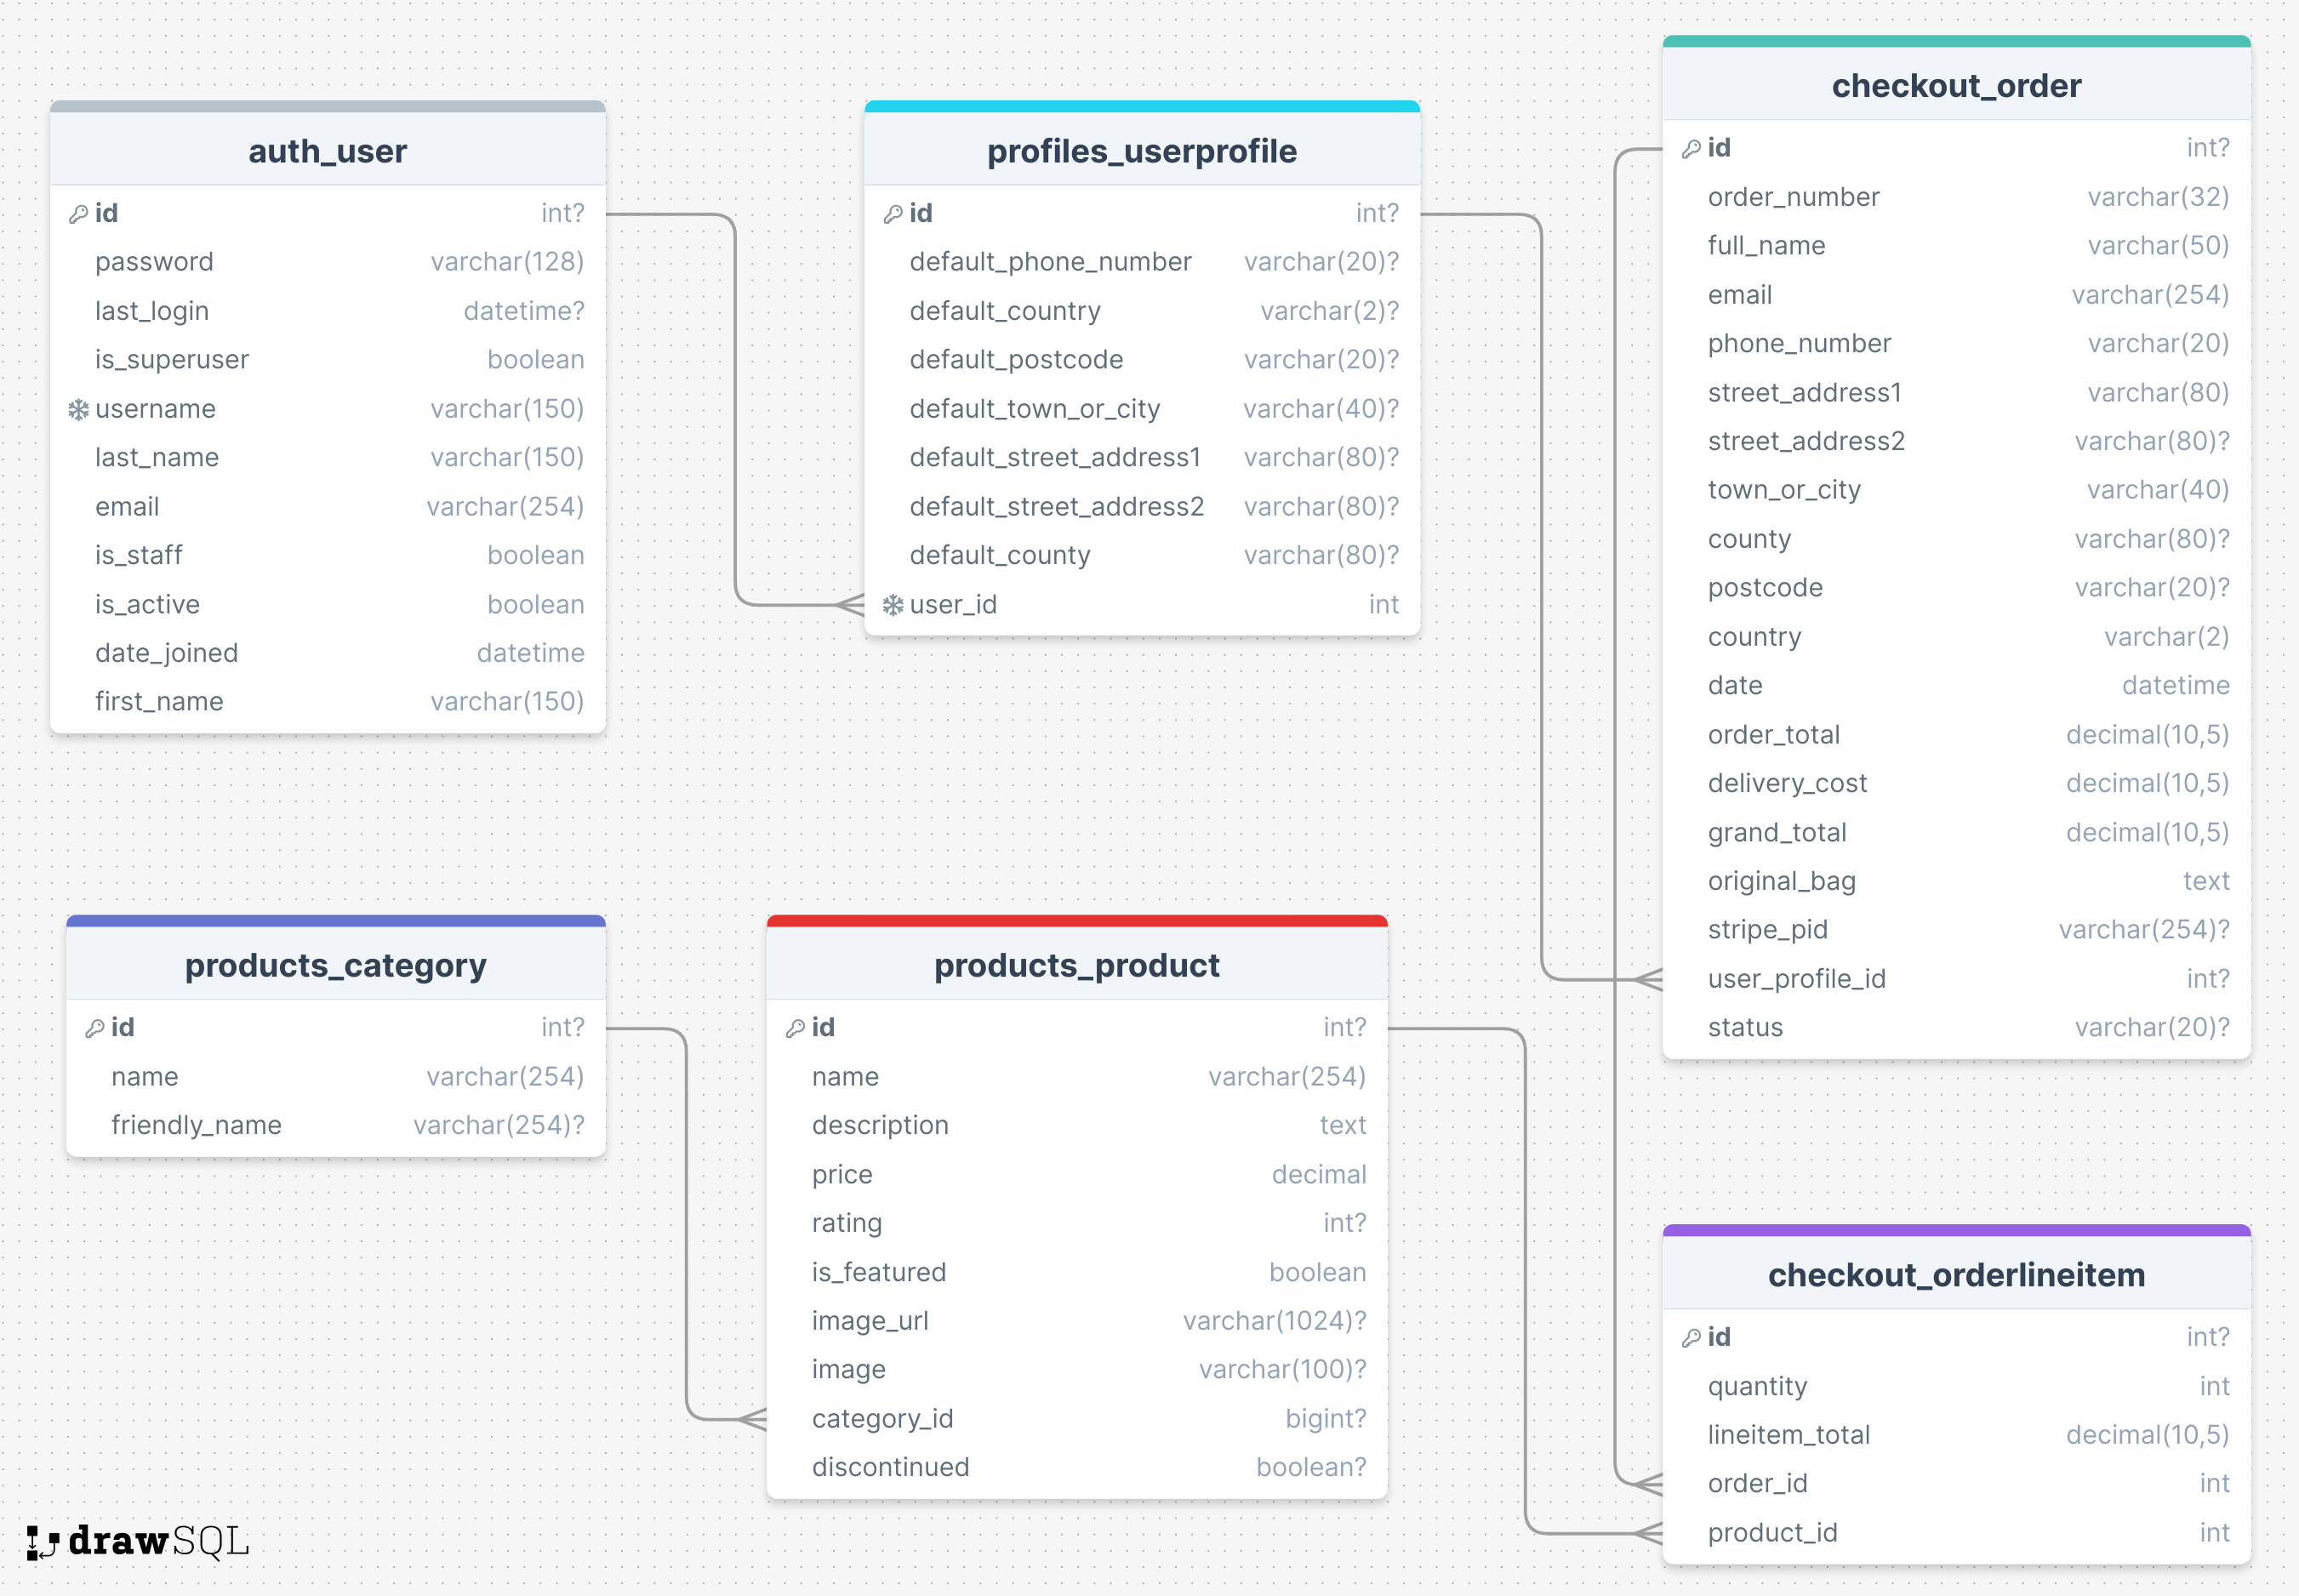 auth_user
id int?
password varchar(128)
last_login datetime?
is_superuser boolean
username varchar(150)
last_name varchar(150)
email varchar(254)
is_staff boolean
is_active boolean
date_joined datetime
first_name varchar(150)
profiles_userprofile
id int?
default_phone_number varchar(20)?
default_country varchar(2)?
default_postcode varchar(20)?
default_town_or_city varchar(40)?
default_street_address1 varchar(80)?
default_street_address2 varchar(80)?
default_county varchar(80)?
user_id int
checkout_order
id int?
order_number varchar(32)
full_name varchar(50)
email varchar(254)
phone_number varchar(20)
street_address1 varchar(80)
street_address2 varchar(80)?
town_or_city varchar(40)
county varchar(80)?
postcode varchar(20)?
country varchar(2)
date datetime
order_total decimal(10,5)
delivery_cost decimal(10,5)
grand_total decimal(10,5)
original_bag text
stripe_pid varchar(254)?
user_profile_id int?
status varchar(20)?
products_category
id int?
name varchar(254)
friendly_name varchar(254)?
products_product
id int?
name varchar(254)
description text
price decimal
rating int?
is_featured boolean
image_url varchar(1024)?
image varchar(100)?
category_id bigint?
discontinued boolean?
checkout_orderlineitem
id int?
quantity int
lineitem_total decimal(10,5)
order_id int
product_id int
drawSQL